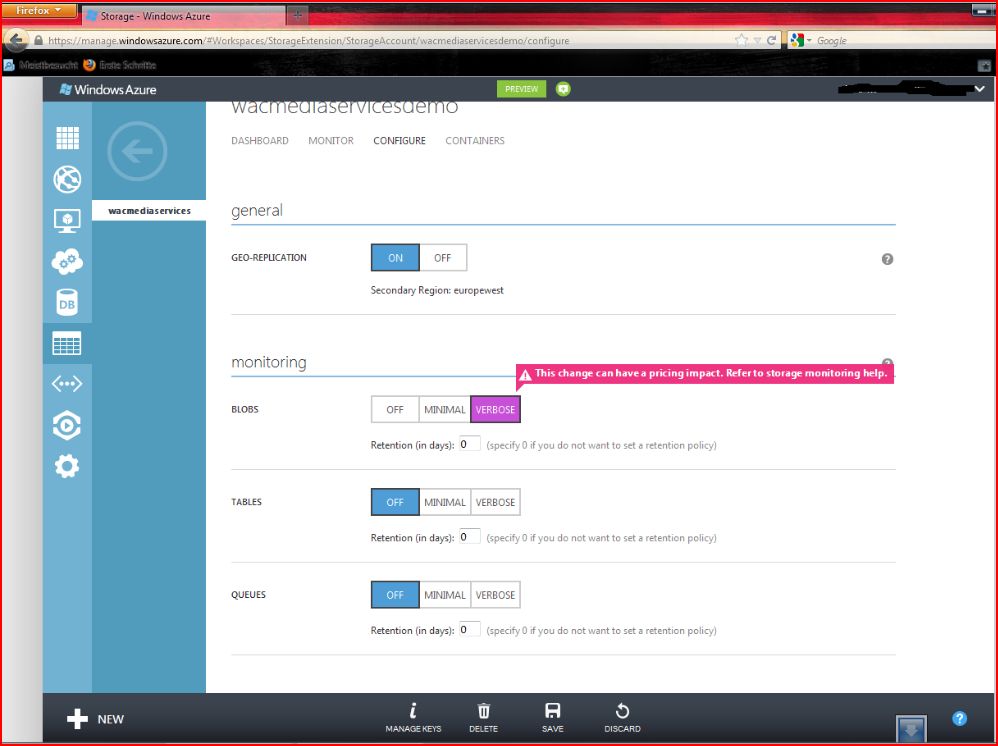 Firefox
Storage - Windows Azure
https://manage.windowsazure.com/#Workspaces/StorageExtension/StorageAccount/wacmediaservicesdemo/configure
Google
Meistbesucht Erste Schritte
Windows Azure
PREVIEW
wacmediaservicesdemo
DASHBOARD MONITOR CONFIGURE CONTAINERS
wacmediaservices
general
GEO-REPLICATION ON OFF
Secondary Region: europewest
monitoring
This change can have a pricing impact. Refer to storage monitoring help.
BLOBS OFF MINIMAL VERBOSE
Retention (in days): 0 (specify 0 if you do not want to set a retention policy)
DB
TABLES OFF MINIMAL VERBOSE
Retention (in days): 0 (specify 0 if you do not want to set a retention policy)
QUEUES OFF MINIMAL VERBOSE
Retention (in days): 0 (specify 0 if you do not want to set a retention policy)
NEW
MANAGE KEYS DELETE SAVE DISCARD